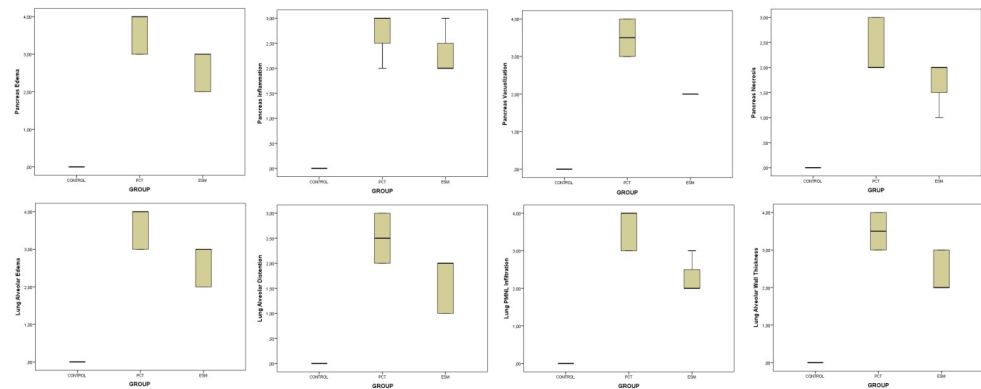 Pancreas Edema
4,00
3,00
2,00
1,00
,00
CONTROL PCT ESM
GROUP
Pancreas Inflammation
3,00
2,50
2,00
1,50
1,00
,50
,00
CONTROL PCT ESM
GROUP
Pancreas Vacuolization
4,00
3,00
2,00
1,00
,00
CONTROL PCT ESM
GROUP
Pancreas Necrosis
3,00
2,50
2,00
1,50
1,00
,50
,00
CONTROL PCT ESM
GRUP
Lung Alveolar Edema
4,00
3,00
2,00
1,00
,00
CONTROL PCT ESM
GROUP
Lung Alveolar Distention
3,00
2,50
2,00
1,50
1,00
,50
,00
CONTROL PCT ESM
GROUP
Lung PMNL Infiltration
4,00
3,00
2,00
1,00
,00
CONTROL PCT ESM
GROUP
Lung Alveolar Wall Thickness
4,00
3,00
2,00
1,00
,00
CONTROL PCT ESM
GROUP